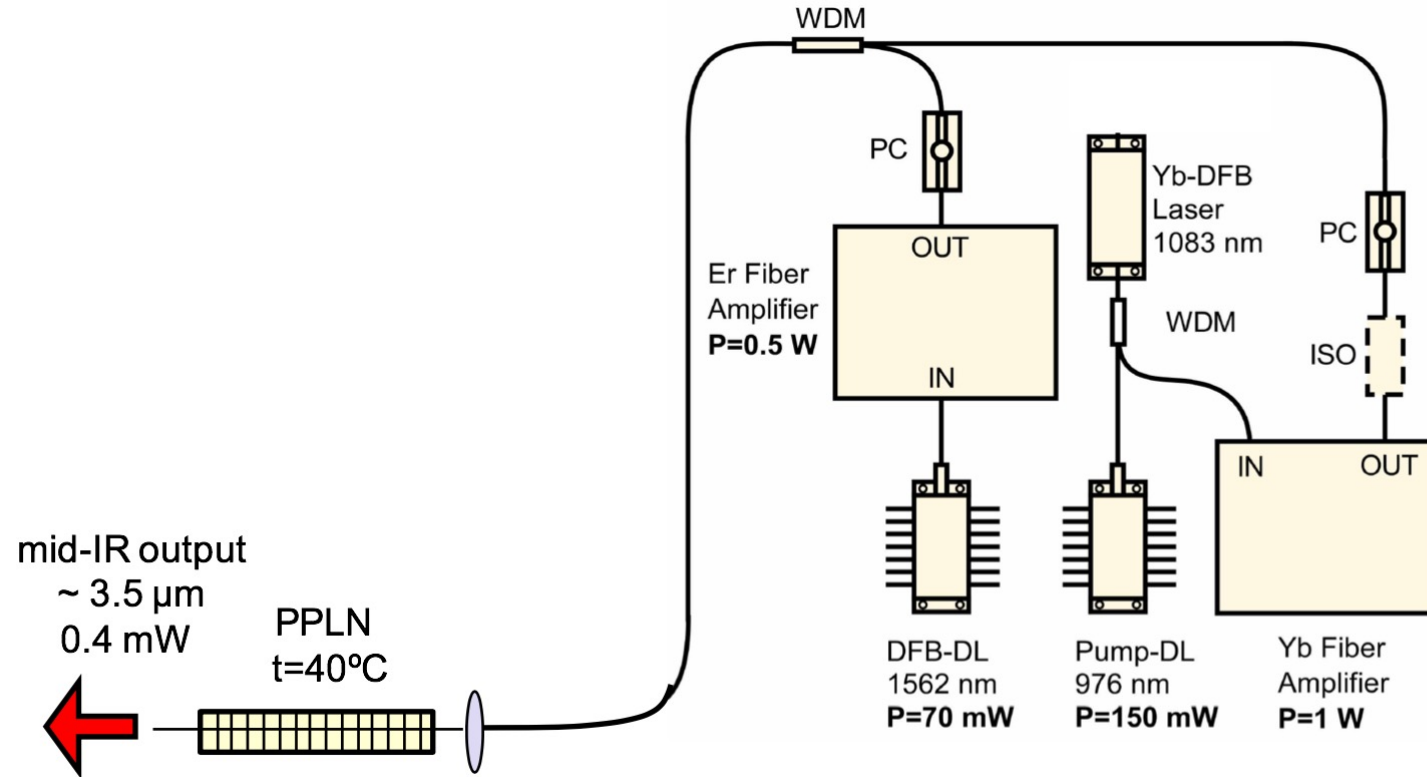 WDM
PC
Yb-DFB
Laser
1083 nm
PC
OUT
Er Fiber
Amplifier
P=0.5 W
WDM
ISO
IN
IN
OUT
mid-IR output
~ 3.5 µm
0.4 mW
PPLN
t=40ºC
DFB-DL
1562 nm
P=70 mW
Pump-DL
976 nm
P=150 mW
Yb Fiber
Amplifier
P=1 W